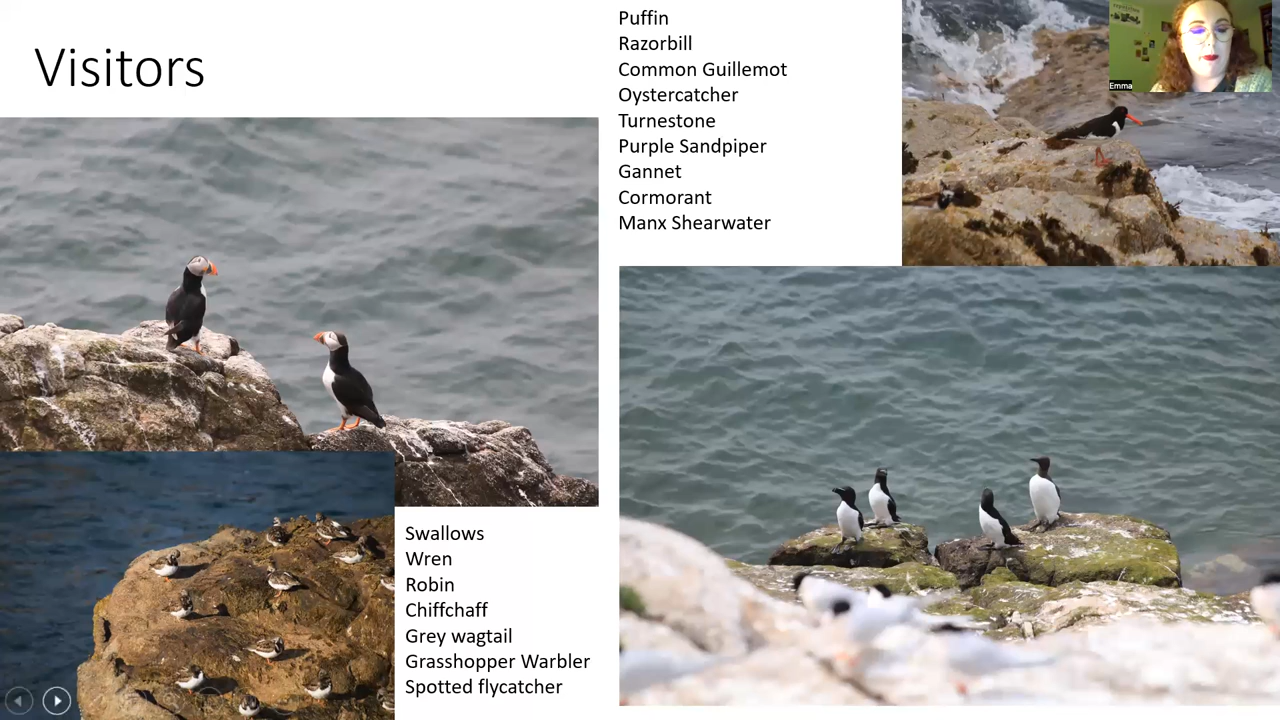 Visitors
Puffin
Razorbill
Common Guillemot
Oystercatcher
Turnestone
Purple Sandpiper
Gannet
Cormorant
Manx Shearwater
Emma
Swallows
Wren
Robin
Chiffchaff
Grey wagtail
Grasshopper Warbler
Spotted flycatcher